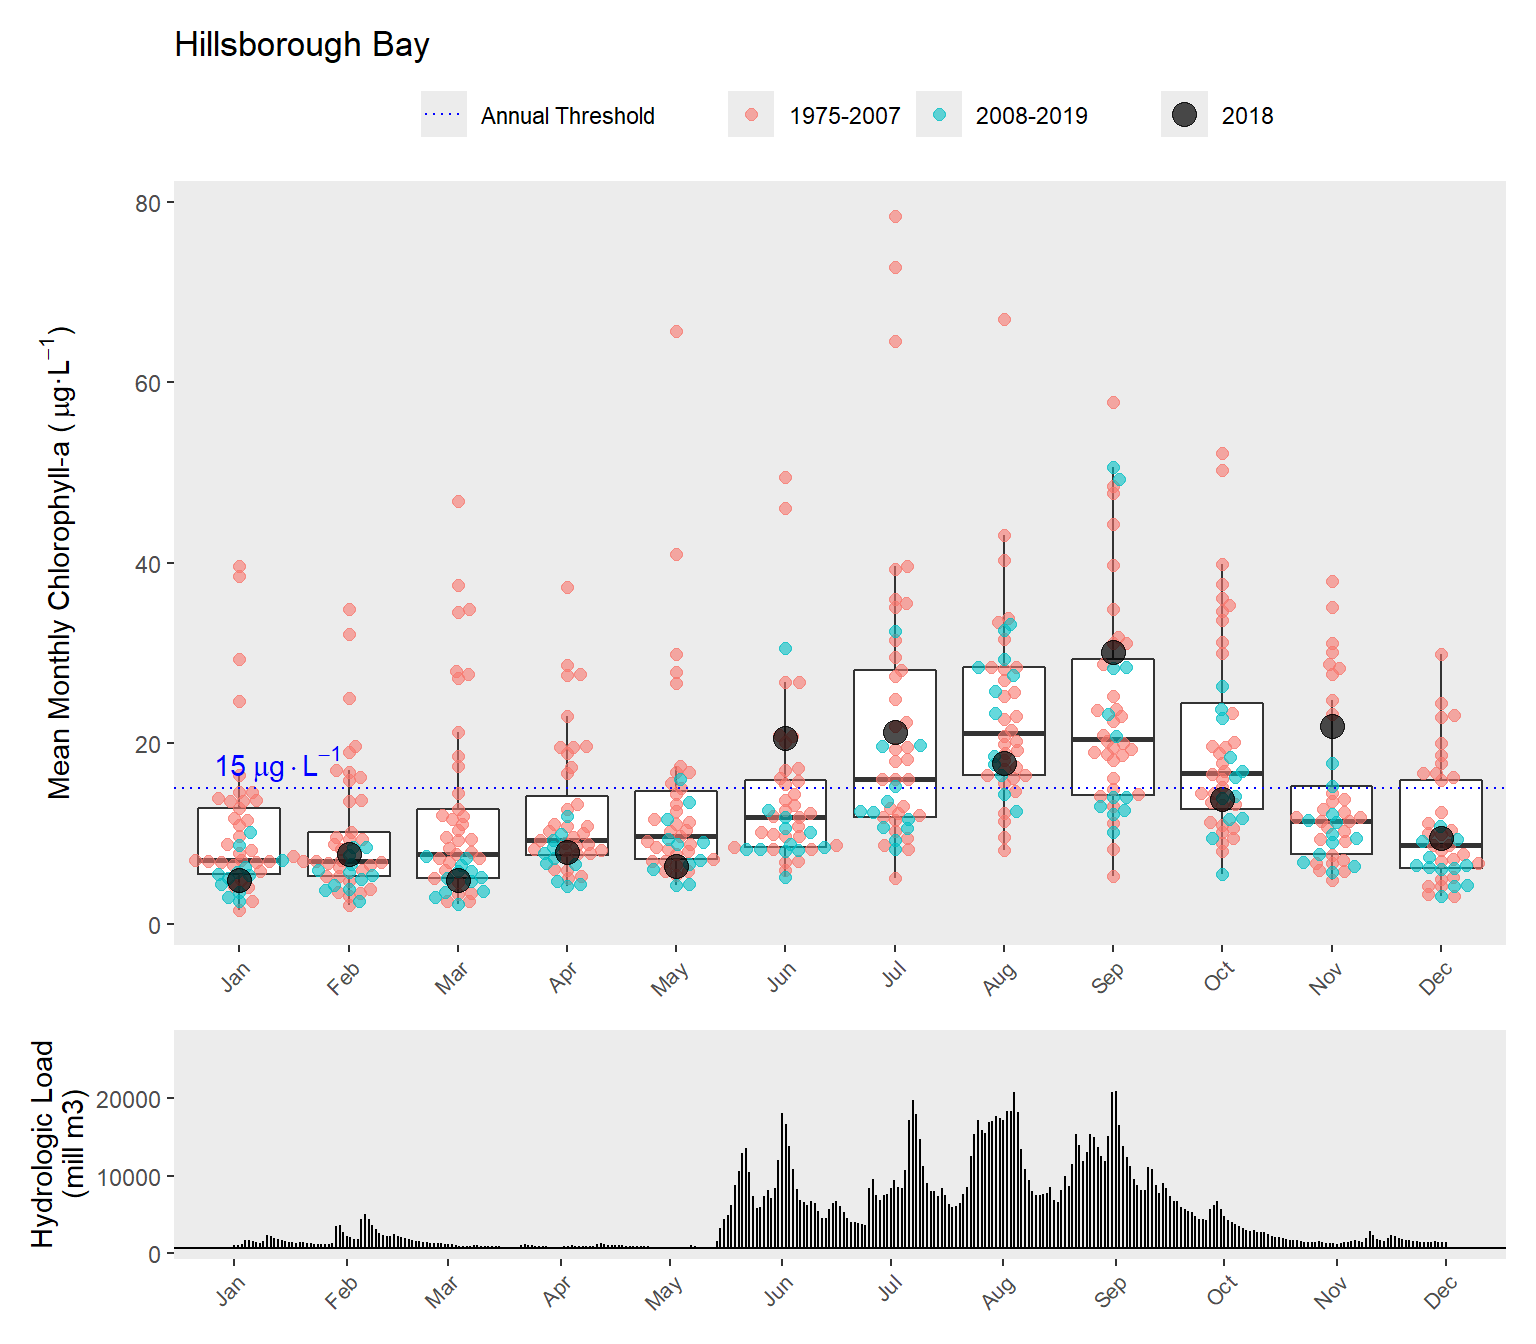 Hillsborough Bay
Annual Threshold 1975-2007 2008-2019 2018
Mean Monthly Chlorophyll-a ( μg·L⁻¹)
80
60
40
20
0
15 μg·L⁻¹
Jan Feb Mar Apr May Jun Jul Aug Sep Oct Nov Dec
Hydrologic Load
(mill m3)
20000
10000
0
Jan Feb Mar Apr May Jun Jul Aug Sep Oct Nov Dec